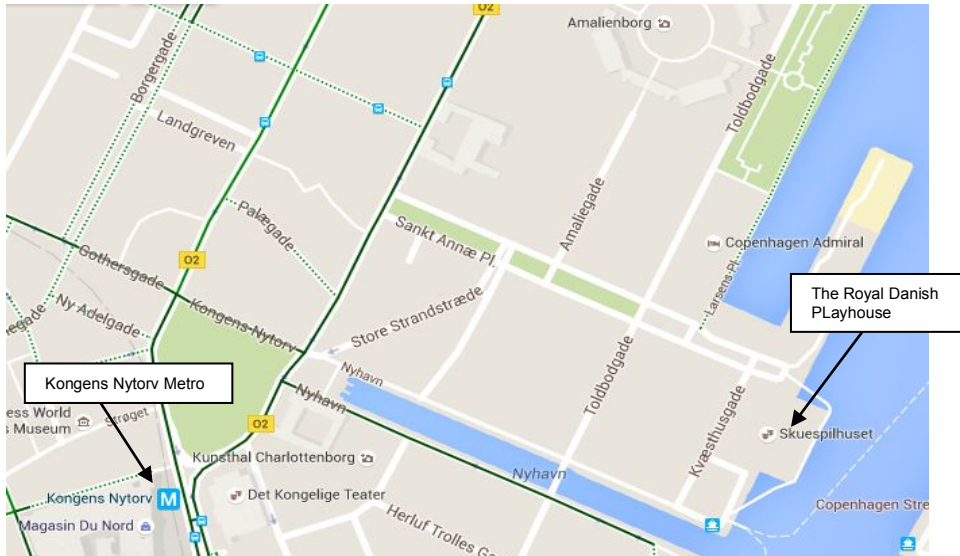 O2
Amalienborg
Borgergade
Toldbodgade
Landgreven
Palægade
Amaliegade
Sankt Annæ Pl.
Copenhagen Admiral
O2
Gothersgade
Larsens Pl.
Ny Adelgade
Kongens Nytorv
Store Strandstræde
The Royal Danish
PLayhouse
Nyhavn
Toldbodgade
Kongens Nytorv Metro
Nyhavn
ess World
s Museum
Strøget
O2
Kvæsthusgade
Skuespilhuset
Kunsthal Charlottenborg
Nyhavn
Kongens Nytorv
M
Det Kongelige Teater
Copenhagen Stre
Magasin Du Nord
Herluf Trolles Ga